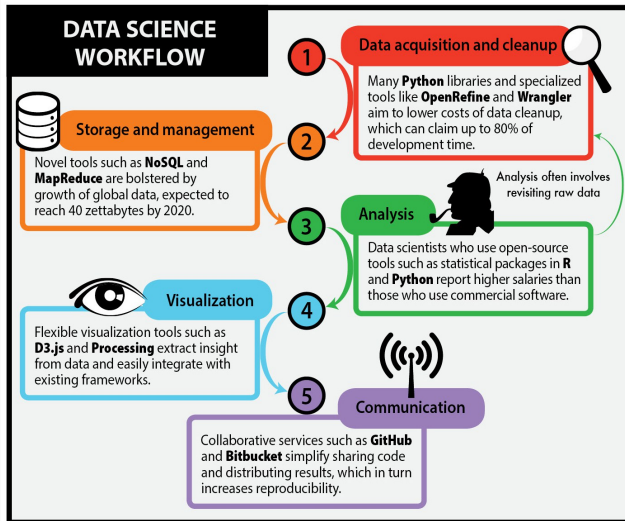 DATA SCIENCE
WORKFLOW
1
Data acquisition and cleanup
Many Python libraries and specialized
tools like OpenRefine and Wrangler
aim to lower costs of data cleanup,
which can claim up to 80% of
development time.
2
Storage and management
Novel tools such as NoSQL and
MapReduce are bolstered by
growth of global data, expected to
reach 40 zettabytes by 2020.
Analysis often involves
revisiting raw data
3
Analysis
Data scientists who use open-source
tools such as statistical packages in R
and Python report higher salaries than
those who use commercial software.
4
Visualization
Flexible visualization tools such as
D3.js and Processing extract insight
from data and easily integrate with
existing frameworks.
5
Communication
Collaborative services such as GitHub
and Bitbucket simplify sharing code
and distributing results, which in turn
increases reproducibility.